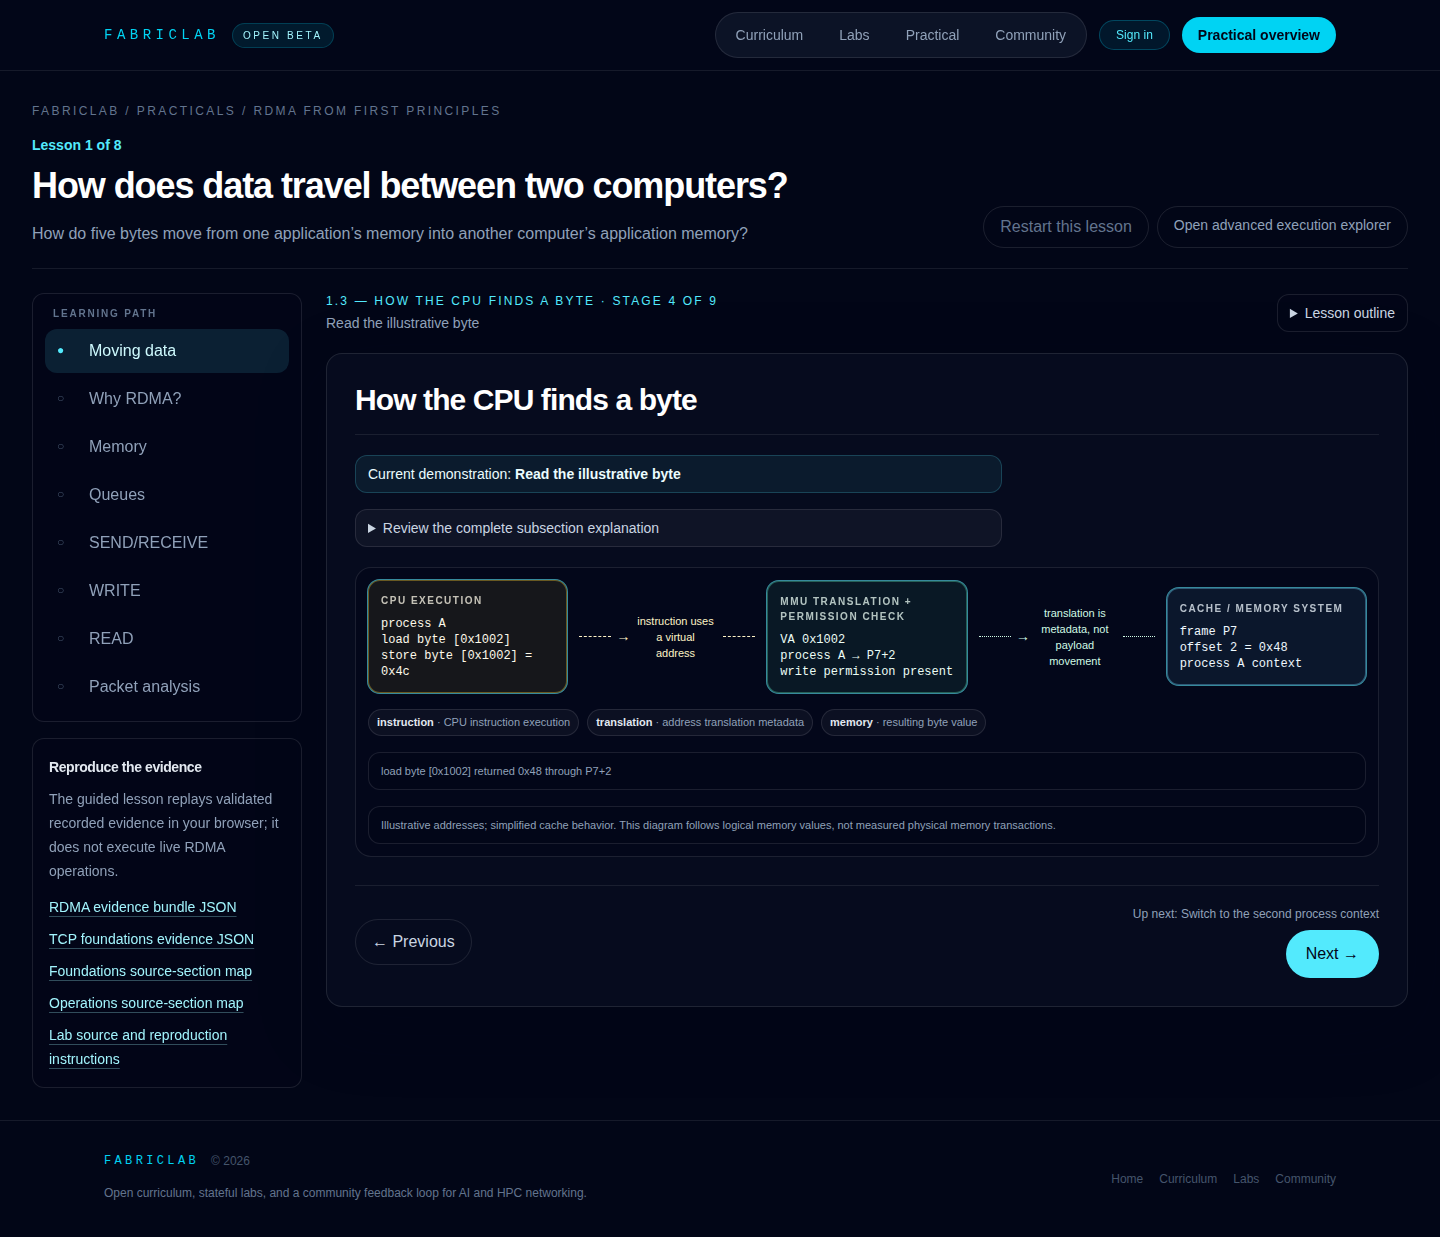 FABRICLAB
OPEN BETA
Curriculum
Labs
Practical
Community
Sign in
Practical overview
FABRICLAB / PRACTICALS / RDMA FROM FIRST PRINCIPLES
Lesson 1 of 8
How does data travel between two computers?
How do five bytes move from one application’s memory into another computer’s application memory?
Restart this lesson
Open advanced execution explorer
LEARNING PATH
Moving data
Why RDMA?
Memory
Queues
SEND/RECEIVE
WRITE
READ
Packet analysis
Reproduce the evidence
The guided lesson replays validated
recorded evidence in your browser; it
does not execute live RDMA
operations.
RDMA evidence bundle JSON
TCP foundations evidence JSON
Foundations source-section map
Operations source-section map
Lab source and reproduction
instructions
1.3 — HOW THE CPU FINDS A BYTE · STAGE 4 OF 9
Read the illustrative byte
▶ Lesson outline
How the CPU finds a byte
Current demonstration: Read the illustrative byte
▶ Review the complete subsection explanation
CPU EXECUTION
process A
load byte [0x1002]
store byte [0x1002] =
0x4c
→
instruction uses
a virtual
address
MMU TRANSLATION +
PERMISSION CHECK
VA 0x1002
process A → P7+2
write permission present
→
translation is
metadata, not
payload
movement
CACHE / MEMORY SYSTEM
frame P7
offset 2 = 0x48
process A context
instruction · CPU instruction execution
translation · address translation metadata
memory · resulting byte value
load byte [0x1002] returned 0x48 through P7+2
Illustrative addresses; simplified cache behavior. This diagram follows logical memory values, not measured physical memory transactions.
← Previous
Up next: Switch to the second process context
Next →
FABRICLAB
© 2026
Open curriculum, stateful labs, and a community feedback loop for AI and HPC networking.
Home
Curriculum
Labs
Community